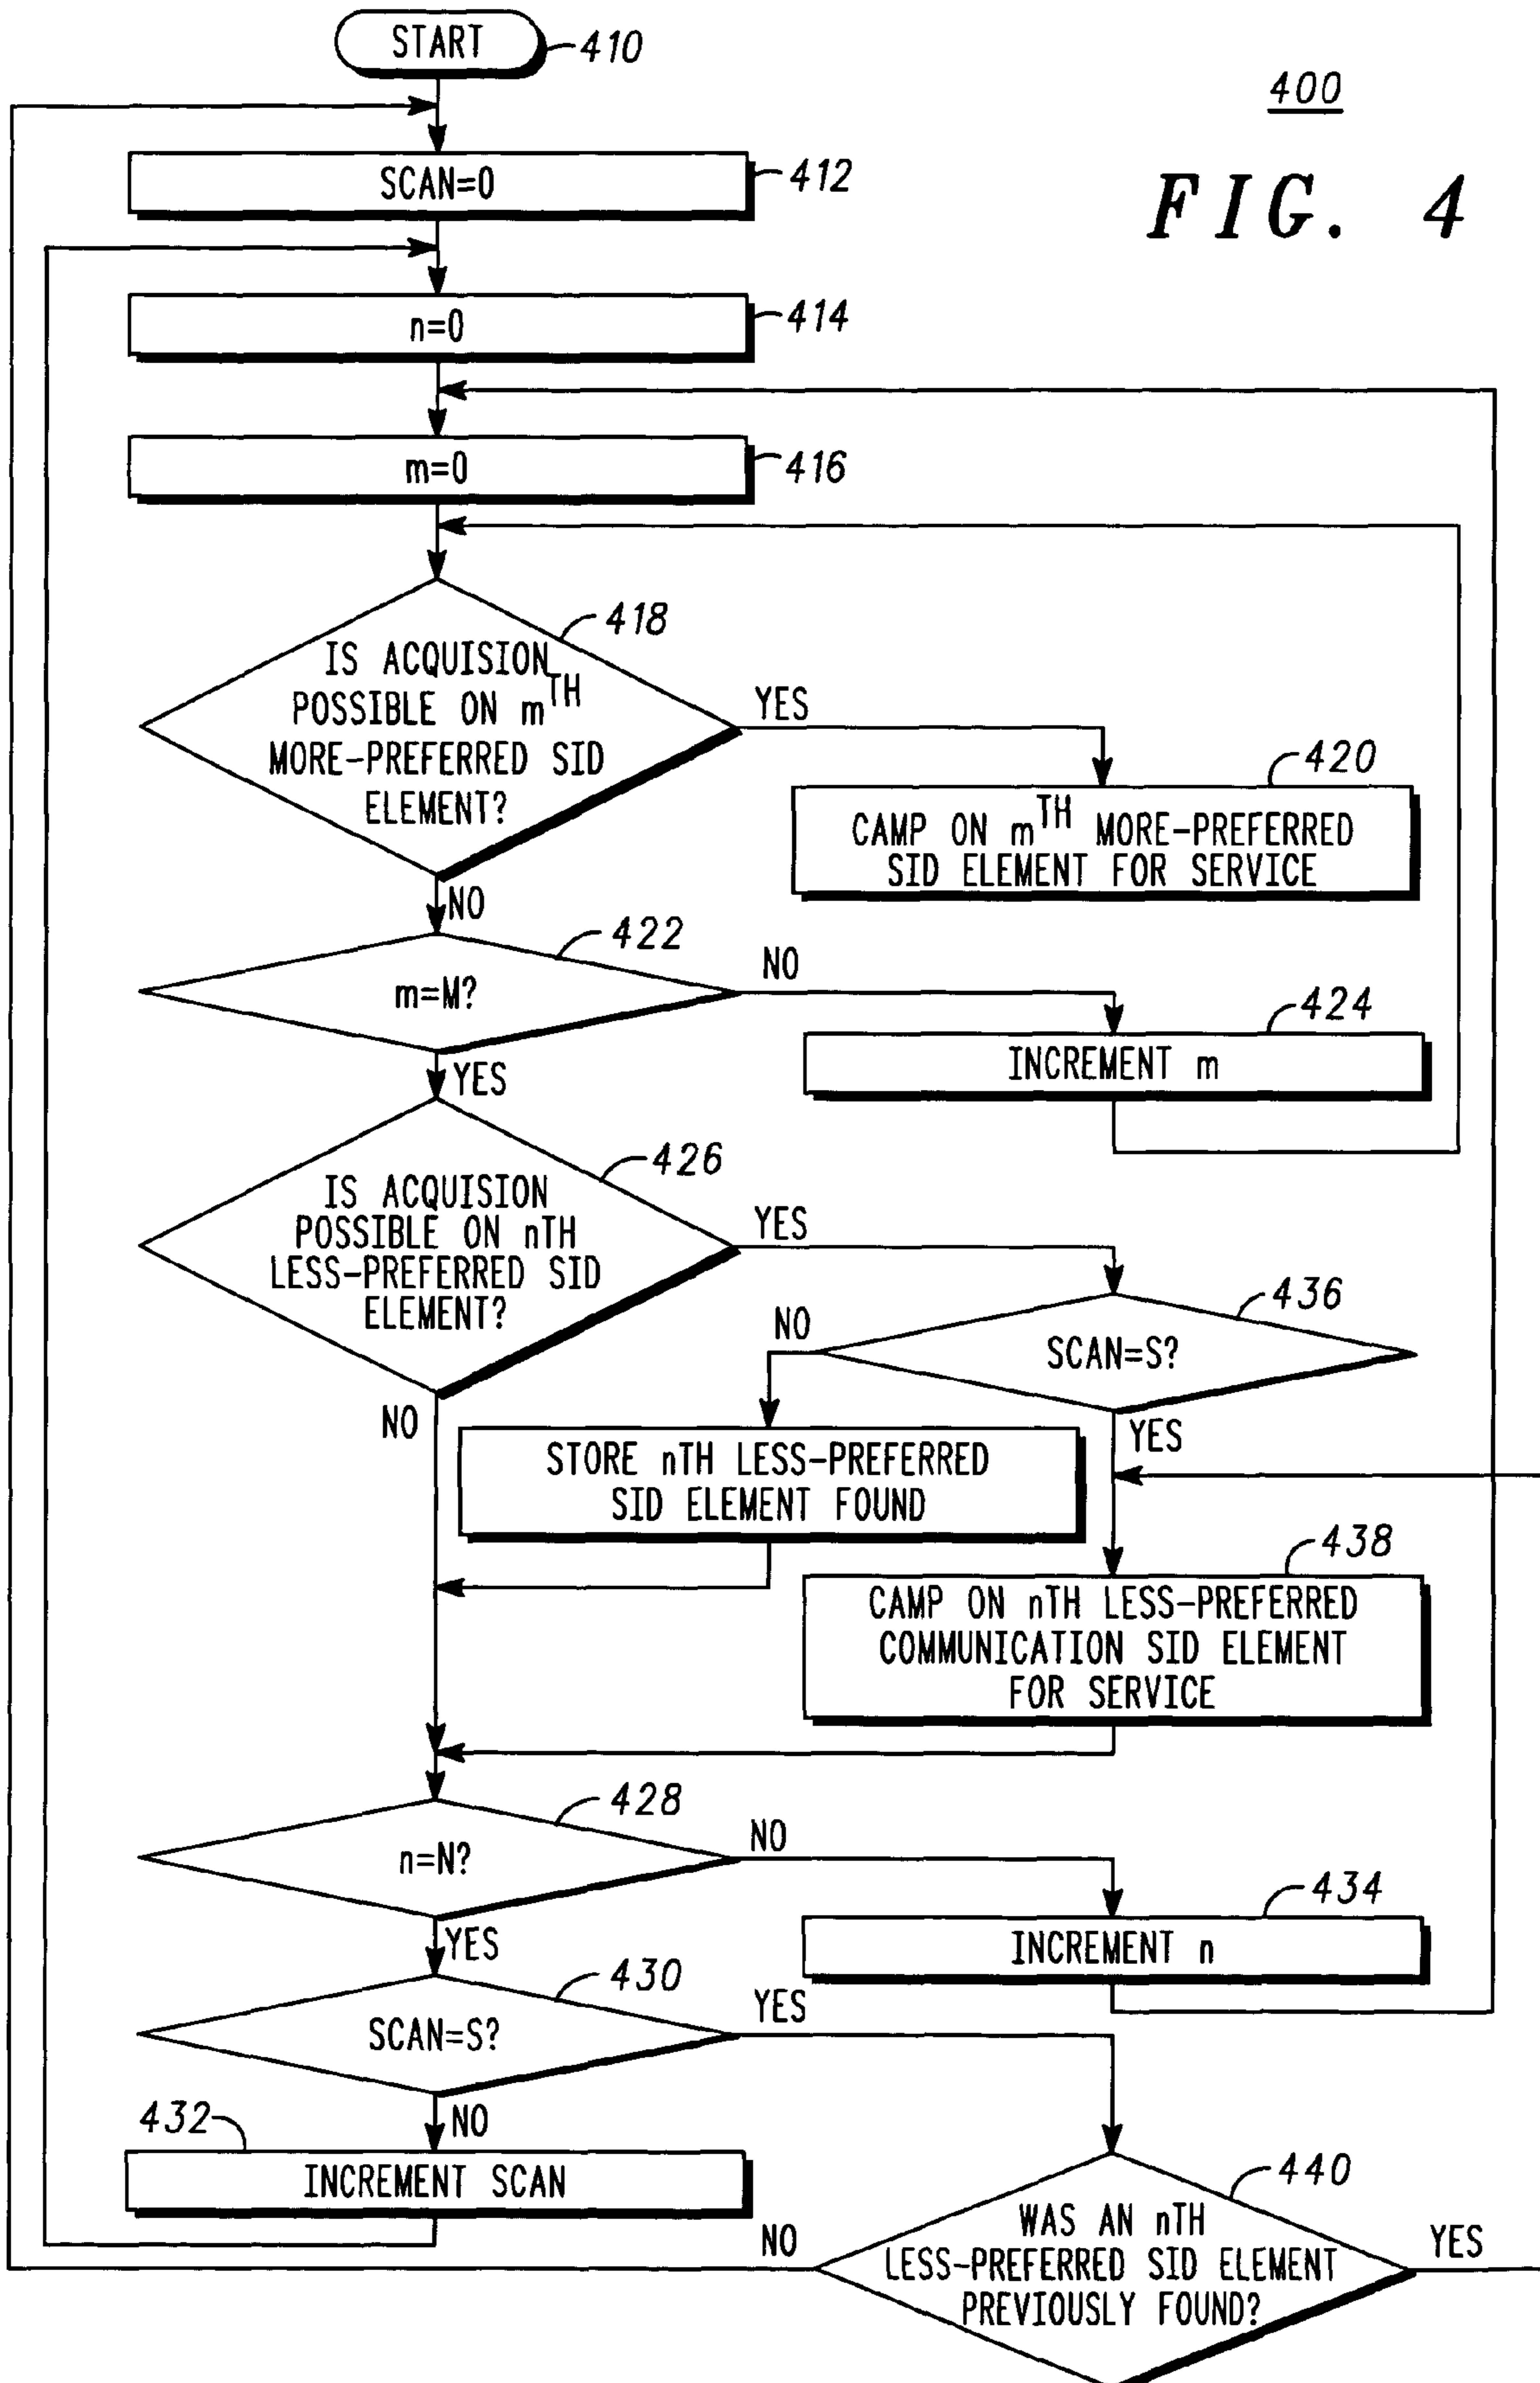 START
410
400
FIG. 4
SCAN=0
412
n=0
414
m=0
416
418
IS ACQUISION
POSSIBLE ON mTH
MORE-PREFERRED SID
ELEMENT?
YES
420
CAMP ON mTH MORE-PREFERRED
SID ELEMENT FOR SERVICE
NO
422
m=M?
NO
424
INCREMENT m
YES
426
IS ACQUISION
POSSIBLE ON nTH
LESS-PREFERRED SID
ELEMENT?
YES
436
NO
SCAN=S?
NO
YES
STORE nTH LESS-PREFERRED
SID ELEMENT FOUND
438
CAMP ON nTH LESS-PREFERRED
COMMUNICATION SID ELEMENT
FOR SERVICE
428
n=N?
NO
434
INCREMENT n
YES
430
SCAN=S?
YES
432
NO
INCREMENT SCAN
440
NO
WAS AN nTH
LESS-PREFERRED SID ELEMENT
PREVIOUSLY FOUND?
YES